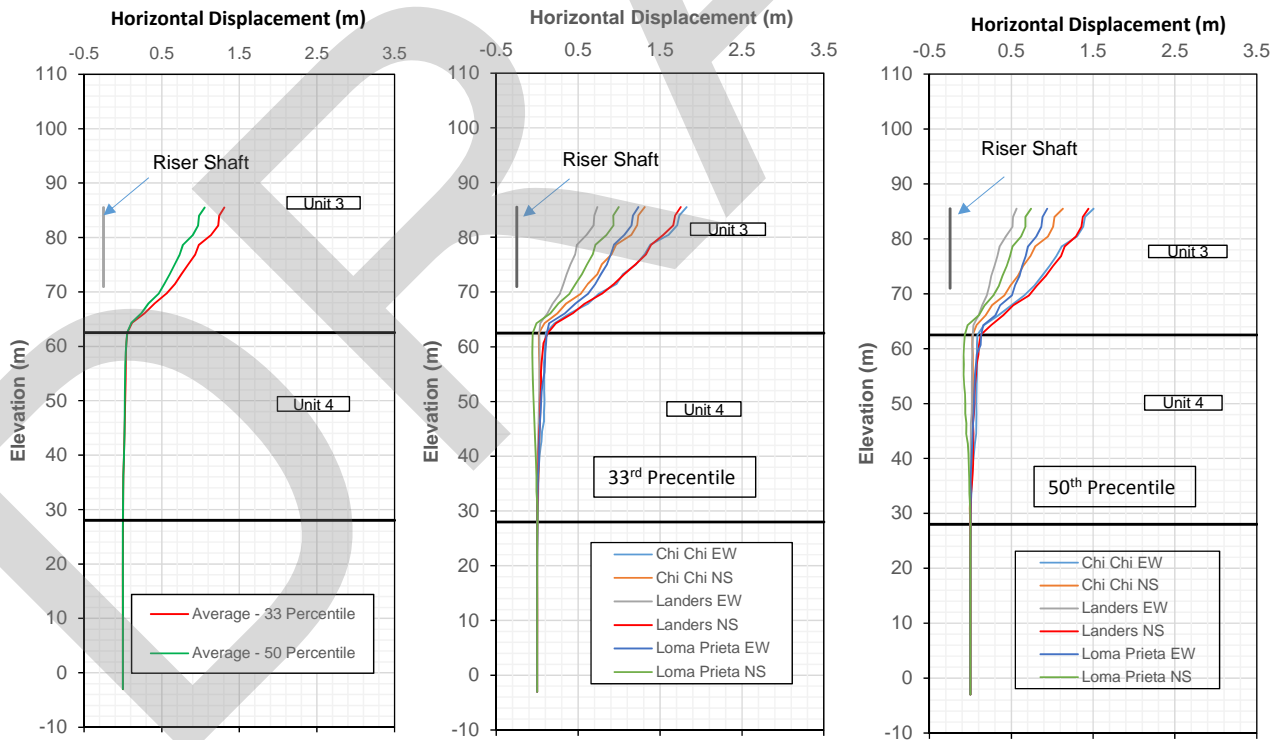 Horizontal Displacement (m)
-0.5 0.5 1.5 2.5 3.5
110
100
90
80
70
60
50
40
30
20
10
0
-10
Elevation (m)
Riser Shaft
Unit 3
Unit 4
Average - 33 Percentile
Average - 50 Percentile
Horizontal Displacement (m)
-0.5 0.5 1.5 2.5 3.5
110
100
90
80
70
60
50
40
30
20
10
0
-10
Elevation (m)
Riser Shaft
Unit 3
Unit 4
33rd Precentile
Chi Chi EW
Chi Chi NS
Landers EW
Landers NS
Loma Prieta EW
Loma Prieta NS
Horizontal Displacement (m)
-0.5 0.5 1.5 2.5 3.5
110
100
90
80
70
60
50
40
30
20
10
0
-10
Elevation (m)
Riser Shaft
Unit 3
Unit 4
50th Precentile
Chi Chi EW
Chi Chi NS
Landers EW
Landers NS
Loma Prieta EW
Loma Prieta NS